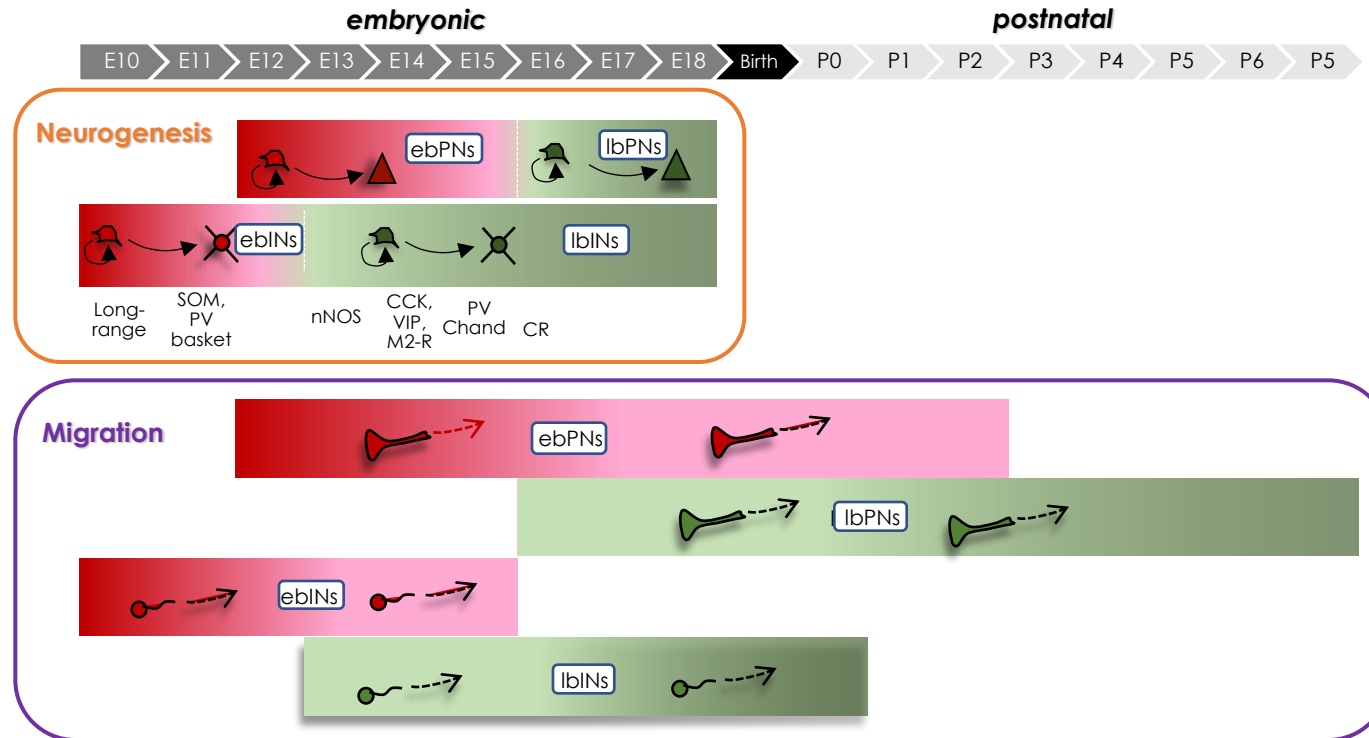 embryonic
postnatal
E10 E11 E12 E13 E14 E15 E16 E17 E18 Birth P0 P1 P2 P3 P4 P5 P6 P5
Neurogenesis
ebPNs
lbPNs
ebINs
lbINs
Long-
range
SOM,
PV
basket
nNOS
CCK,
VIP,
M2-R
PV
Chand
CR
Migration
ebPNs
lbPNs
ebINs
lbINs